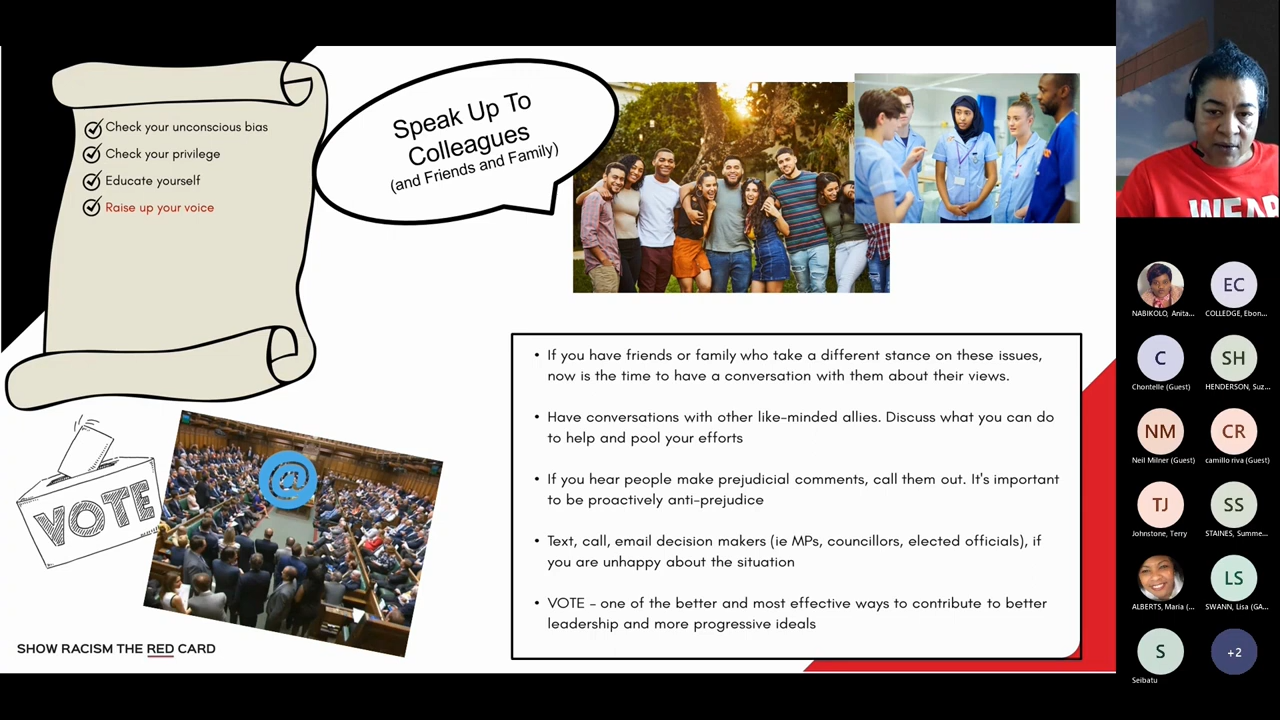 Check your unconscious bias
Check your privilege
Educate yourself
Raise up your voice
Speak Up To
Colleagues
(and Friends and Family)
@
VOTE
SHOW RACISM THE RED CARD
• If you have friends or family who take a different stance on these issues,
now is the time to have a conversation with them about their views.
• Have conversations with other like-minded allies. Discuss what you can do
to help and pool your efforts
• If you hear people make prejudicial comments, call them out. It's important
to be proactively anti-prejudice
• Text, call, email decision makers (ie MPs, councillors, elected officials), if
you are unhappy about the situation
• VOTE - one of the better and most effective ways to contribute to better
leadership and more progressive ideals
WEAR
NABIKOLO, Anita...
EC
COLLEDGE, Ebon...
C
Chontelle (Guest)
SH
HENDERSON, Suz...
NM
Neil Milner (Guest)
CR
camillo riva (Guest)
TJ
Johnstone, Terry
SS
STAINES, Summe...
ALBERTS, Maria (...
LS
SWANN, Lisa (GA...
S
Seibatu
+2